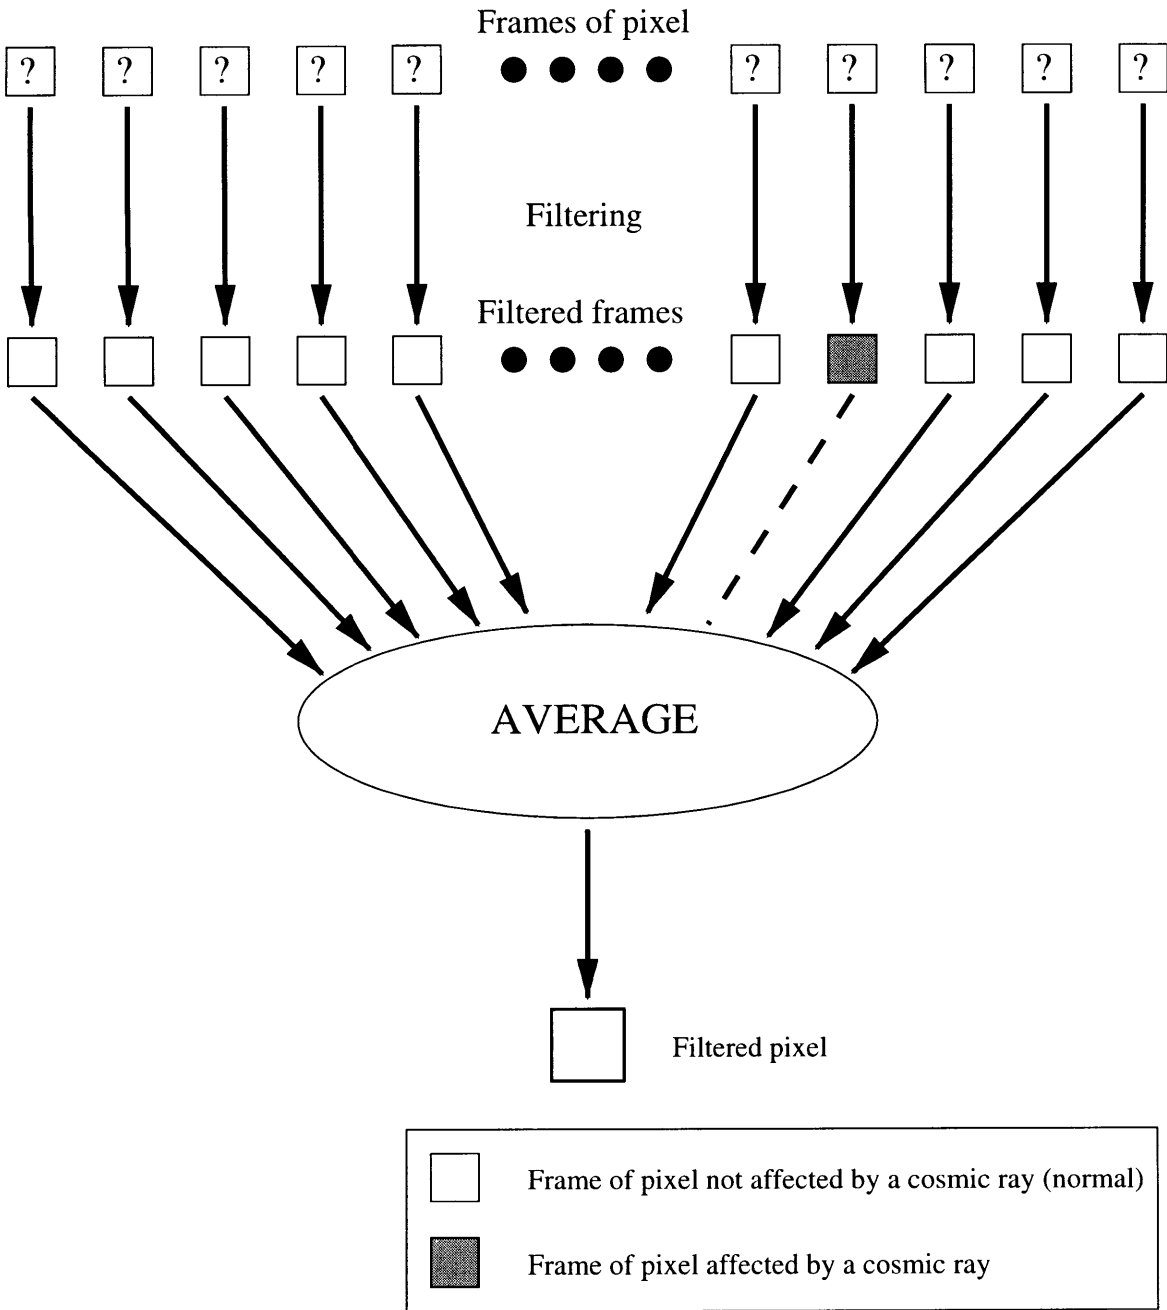 Frames of pixel
? ? ? ? ? ? ? ? ? ?
Filtering
Filtered frames
AVERAGE
Filtered pixel
Frame of pixel not affected by a cosmic ray (normal)
Frame of pixel affected by a cosmic ray